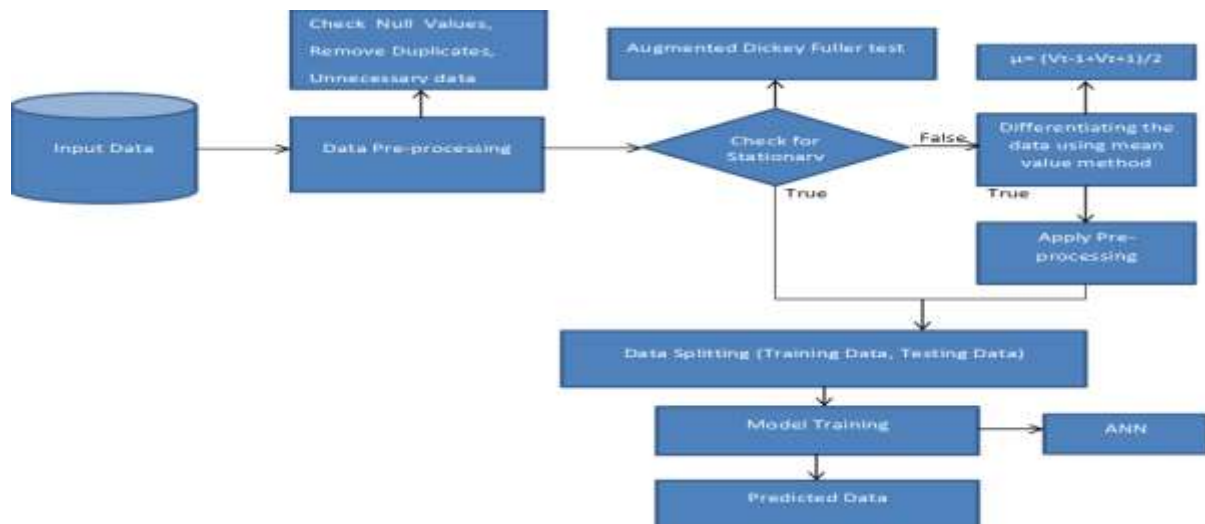 Check Null Values,
Remove Duplicates,
Unnecessary data
Augmented Dickey Fuller test
μ= (Vt-1+Vt+1)/2
Input Data
Data Pre-processing
Check for
Stationary
False
Differentiating the
data using mean
value method
True
True
Apply Pre-
processing
Data Splitting (Training Data, Testing Data)
Model Training
ANN
Predicted Data